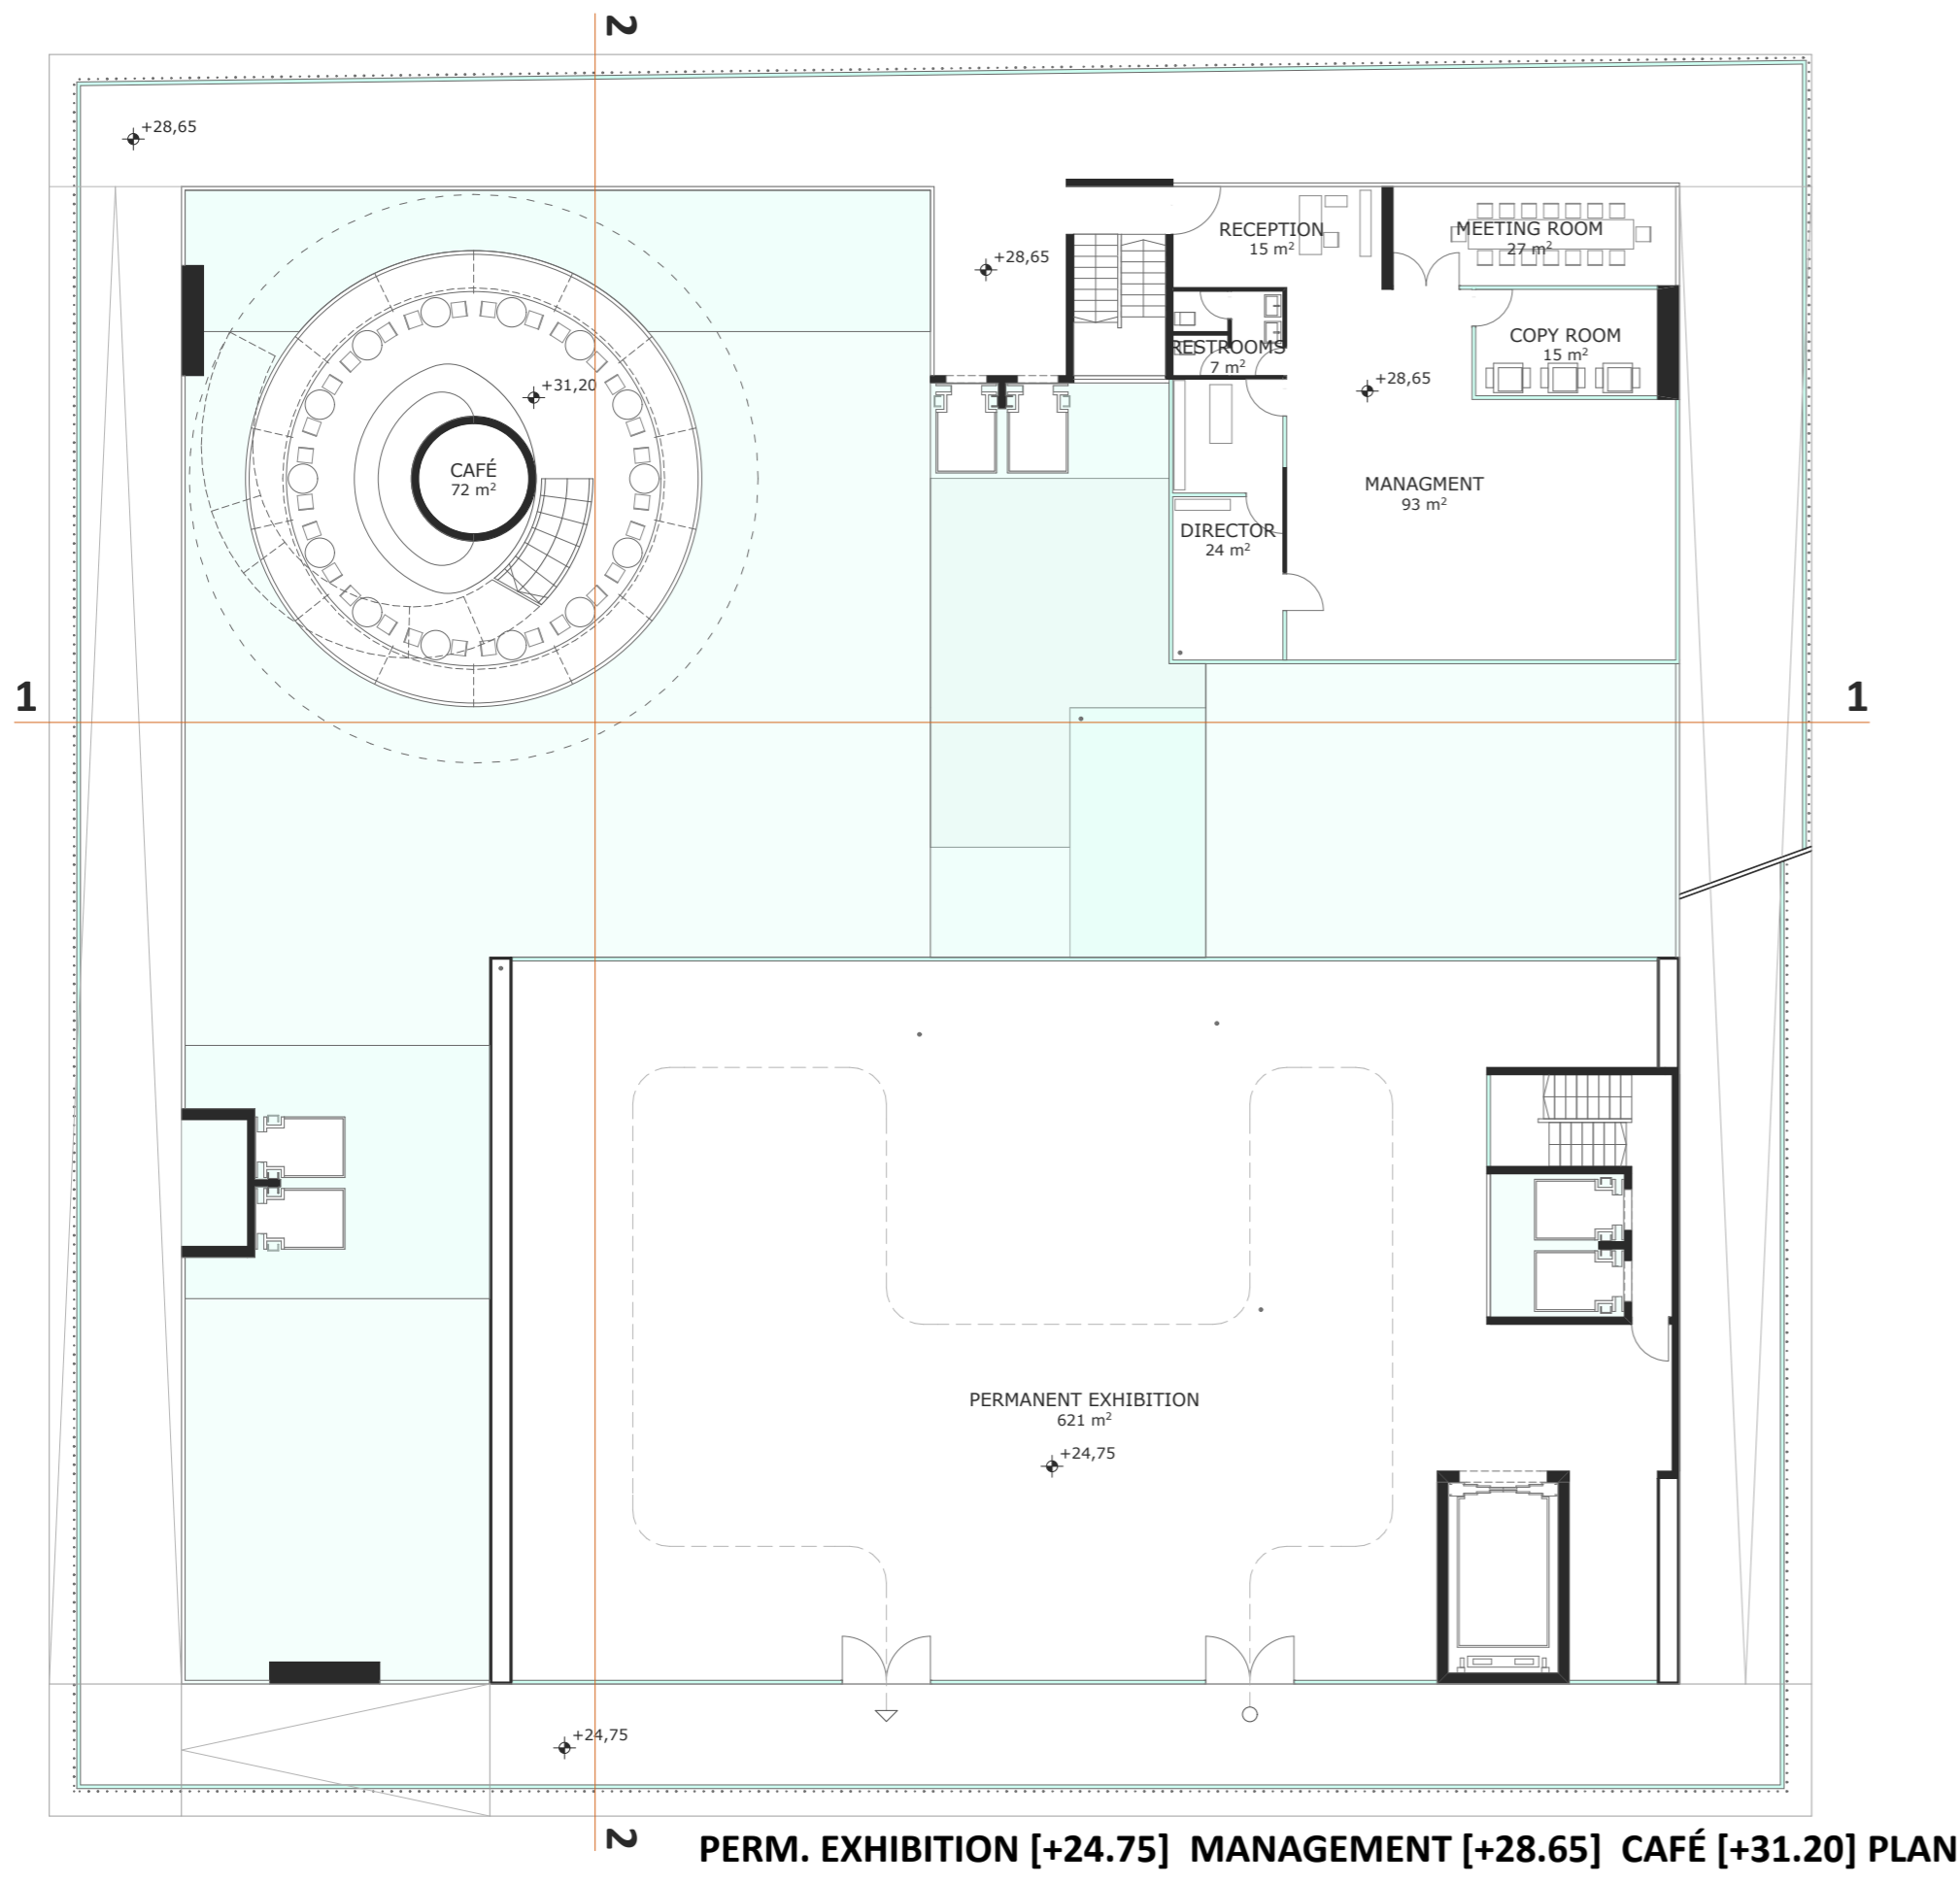 2
+28,65
RECEPTION
15 m²
MEETING ROOM
27 m²
+28,65
COPY ROOM
15 m²
RESTROOMS
7 m²
+31,20
+28,65
CAFÉ
72 m²
MANAGMENT
93 m²
DIRECTOR
24 m²
1
1
PERMANENT EXHIBITION
621 m²
+24,75
+24,75
2
PERM. EXHIBITION [+24.75] MANAGEMENT [+28.65] CAFÉ [+31.20] PLAN